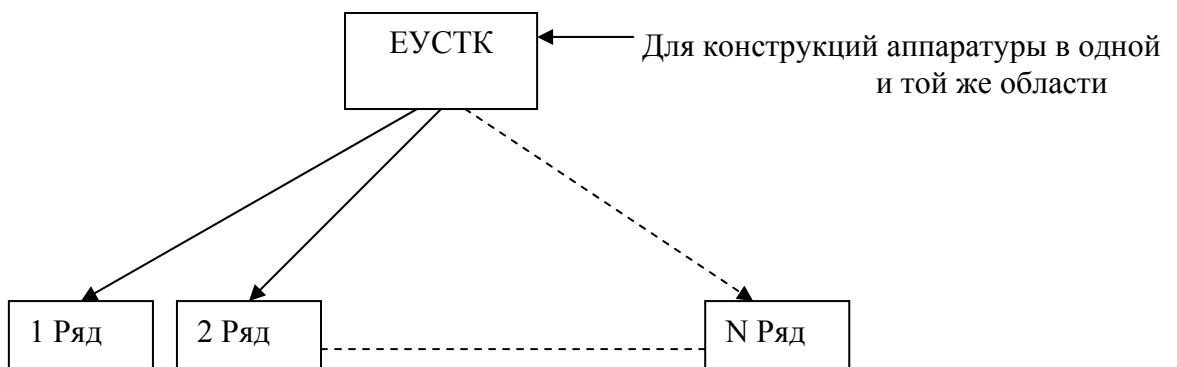 ЕУСТК
Для конструкций аппаратуры в одной
и той же области
1 Ряд
2 Ряд
N Ряд